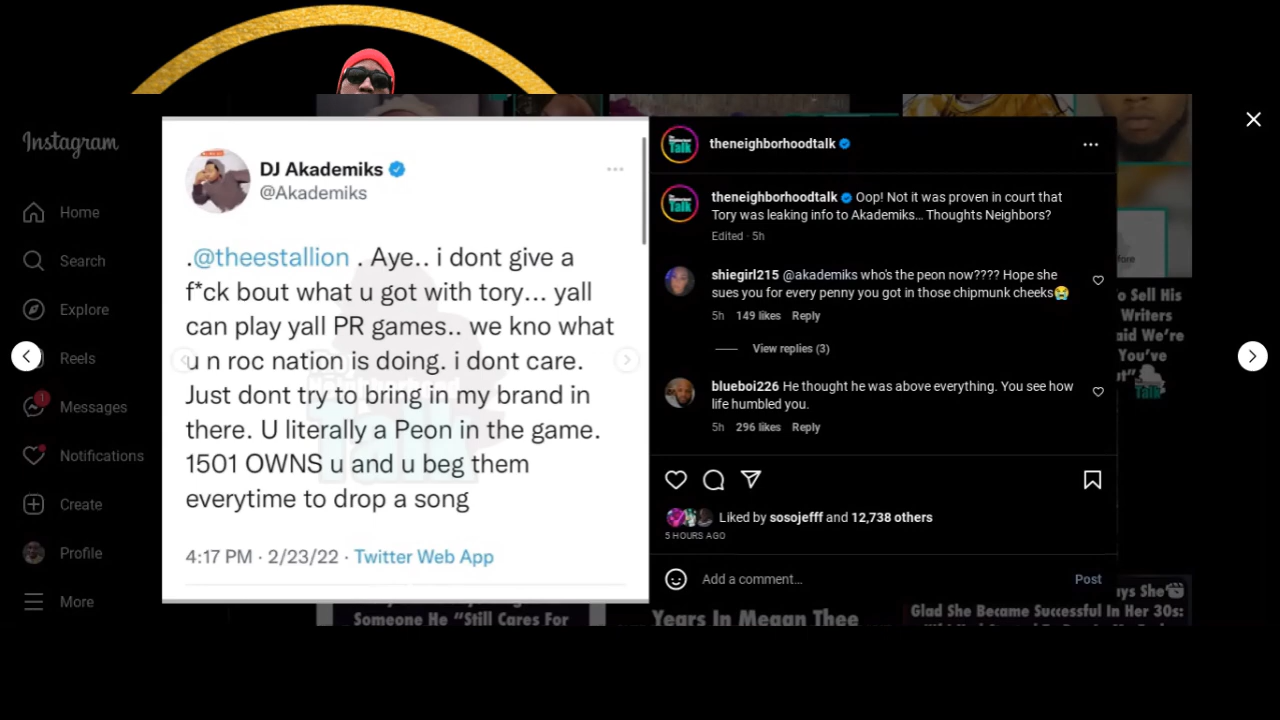 Instagram
Home
Search
Explore
Reels
1
Messages
Notifications
Create
Profile
More
DJ Akademiks
@Akademiks
.@theestallion . Aye.. i dont give a
f*ck bout what u got with tory... yall
can play yall PR games.. we kno what
u n roc nation is doing. i dont care.
Just dont try to bring in my brand in
there. U literally a Peon in the game.
1501 OWNS u and u beg them
everytime to drop a song
4:17 PM · 2/23/22 · Twitter Web App
Talk
theneighborhoodtalk
Talk
theneighborhoodtalk Oop! Not it was proven in court that
Tory was leaking info to Akademiks… Thoughts Neighbors?
Edited · 5h
shiegirl215 @akademiks who's the peon now???? Hope she
sues you for every penny you got in those chipmunk cheeks😭
5h 149 likes Reply
View replies (3)
blueboi226 He thought he was above everything. You see how
life humbled you.
5h 296 likes Reply
Liked by sosojefff and 12,738 others
5 HOURS AGO
Add a comment…
Post
To Sell His
Writers
aid We're
You've
Talk
Someone He "Still Cares For
Years In Megan Thee
ays She
Glad She Became Successful In Her 30s: